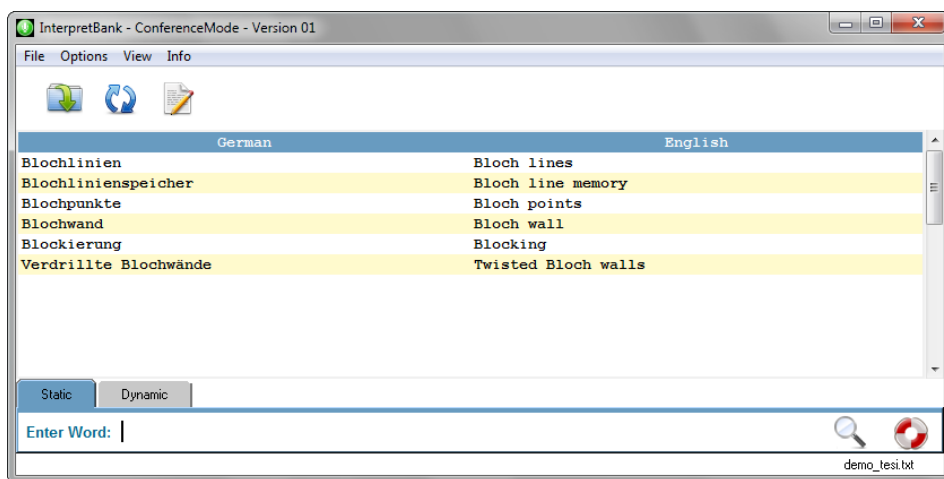 InterpretBank - ConferenceMode - Version 01
File Options View Info
German English
Blochlinien Bloch lines
Blochlinienspeicher Bloch line memory
Blochpunkte Bloch points
Blochwand Bloch wall
Blockierung Blocking
Verdrillte Blochwände Twisted Bloch walls
Static Dynamic
Enter Word:
demo_tesi.txt